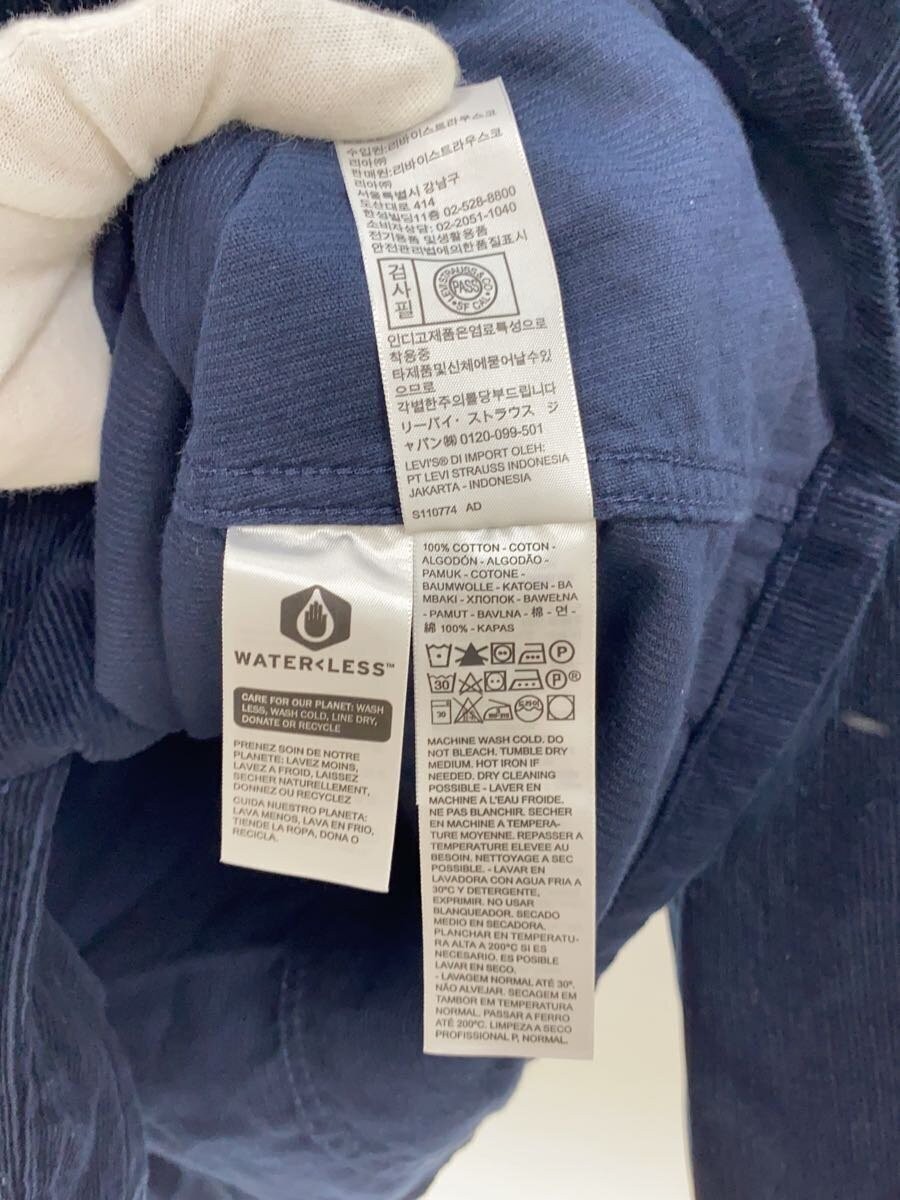 수입원:리바이스트라우스코
리아㈜
판매원:리바이스트라우스코
리아㈜
서울특별시 강남구
도산대로 414
한성빌딩11층 02-528-8800
소비자상담: 02-2051-1040
전기용품 및생활용품
안전관리법에의한품질표시
검사필
LEVI STRAUSS & CO
PASS
SF CAL
인디고제품은염료특성으로
착용중
타제품및신체에묻어날수있
으므로
각별한주의를당부드립니다
リーバイ・ストラウス ジ
ャパン㈱ 0120-099-501
LEVI'S® DI IMPORT OLEH:
PT LEVI STRAUSS INDONESIA
JAKARTA - INDONESIA
S110774 AD
WATER<LESS™
CARE FOR OUR PLANET: WASH
LESS, WASH COLD, LINE DRY,
DONATE OR RECYCLE
PRENEZ SOIN DE NOTRE
PLANETE: LAVEZ MOINS,
LAVEZ A FROID, LAISSEZ
SECHER NATURELLEMENT,
DONNEZ OU RECYCLEZ
CUIDA NUESTRO PLANETA:
LAVA MENOS, LAVA EN FRIO,
TIENDE LA ROPA, DONA O
RECICLA.
100% COTTON - COTON -
ALGODÓN - ALGODÃO -
PAMUK - COTONE -
BAUMWOLLE - KATOEN - BA
MBAKI - ХЛОПОК - BAWEŁNA
- PAMUT - BAVLNA - 棉 - 면 -
綿 100% - KAPAS
P
30 P®
30 드라이
MACHINE WASH COLD. DO
NOT BLEACH. TUMBLE DRY
MEDIUM. HOT IRON IF
NEEDED. DRY CLEANING
POSSIBLE - LAVER EN
MACHINE A L'EAU FROIDE.
NE PAS BLANCHIR. SECHER
EN MACHINE A TEMPERA-
TURE MOYENNE. REPASSER A
TEMPERATURE ELEVEE AU
BESOIN. NETTOYAGE A SEC
POSSIBLE. - LAVAR EN
LAVADORA CON AGUA FRIA A
30°C Y DETERGENTE.
EXPRIMIR. NO USAR
BLANQUEADOR. SECADO
MEDIO EN SECADORA.
PLANCHAR EN TEMPERATU-
RA ALTA A 200°C SI ES
NECESARIO. ES POSIBLE
LAVAR EN SECO.
- LAVAGEM NORMAL ATÉ 30°.
NÃO ALVEJAR. SECAGEM EM
TAMBOR EM TEMPERATURA
NORMAL. PASSAR A FERRO
ATÉ 200°C. LIMPEZA A SECO
PROFISSIONAL P, NORMAL.